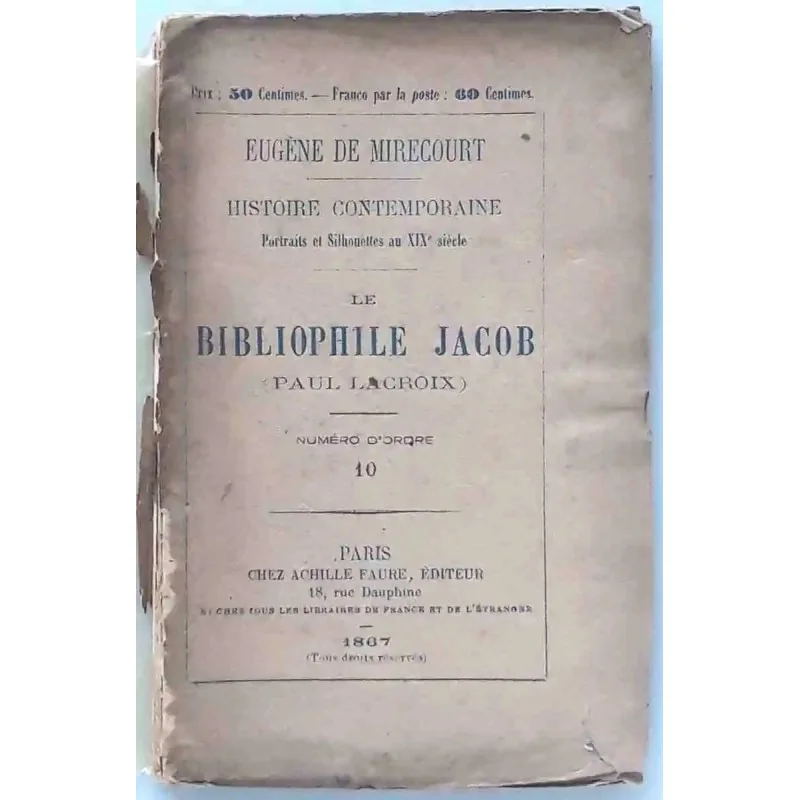 Prix : 50 Centimes. — Franco par la poste : 60 Centimes.
EUGÈNE DE MIRECOURT
HISTOIRE CONTEMPORAINE
Portraits et Silhouettes au XIXe siècle
LE
BIBLIOPHILE JACOB
(PAUL LACROIX)
NUMÉRO D'ORDRE
10
PARIS
CHEZ ACHILLE FAURE, ÉDITEUR
18, rue Dauphine
ET CHEZ TOUS LES LIBRAIRES DE FRANCE ET DE L'ÉTRANGER
1867
(Tous droits réservés)